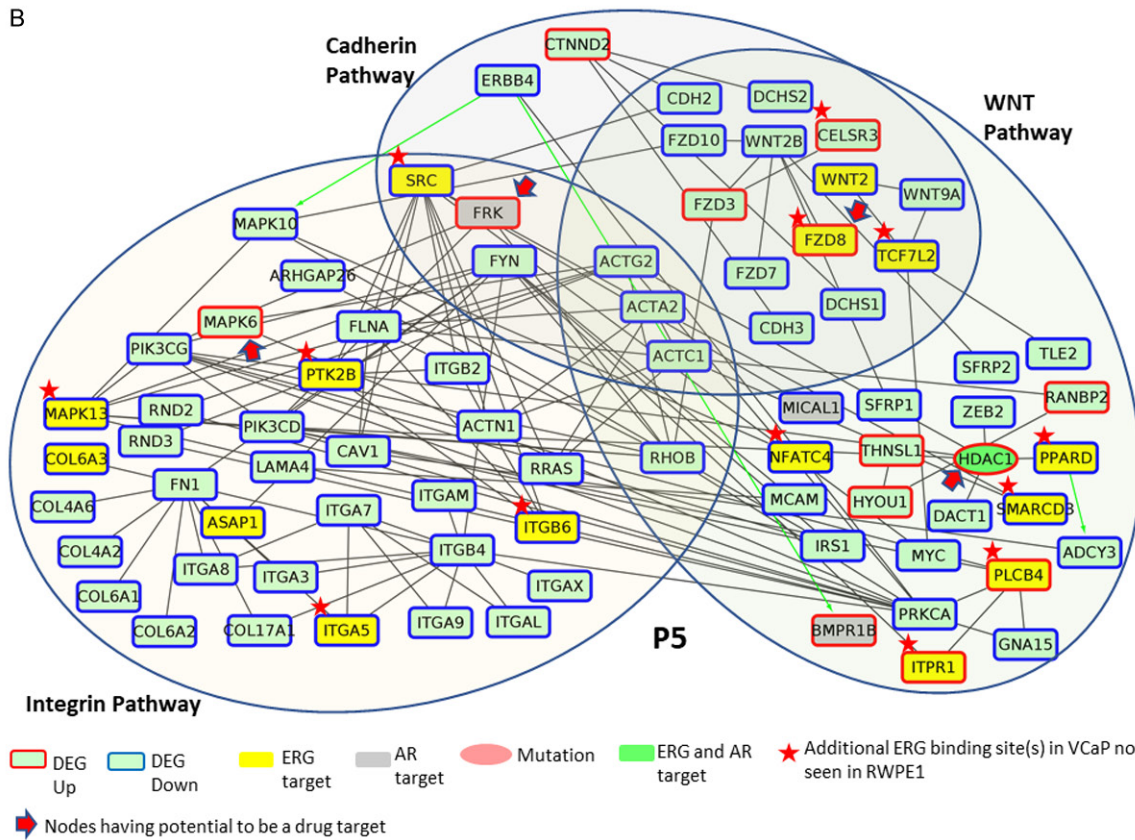 B
Cadherin
Pathway
WNT
Pathway
CTNND2
ERBB4
CDH2
DCHS2
CELSR3
FZD10
WNT2B
SRC
WNT2
WNT9A
FRK
FZD3
MAPK10
FZD8
TCF7L2
FYN
ACTG2
ARHGAP26
FZD7
ACTA2
DCHS1
MAPK6
FLNA
CDH3
PIK3CG
ACTC1
TLE2
SFRP2
PTK2B
ITGB2
RANBP2
MAPK13
RND2
MICAL1
SFRP1
ZEB2
PIK3CD
ACTN1
RND3
CAV1
THNSL1
HDAC1
PPARD
COL6A3
LAMA4
RRAS
RHOB
NFATC4
FN1
ITGAM
MCAM
HYOU1
SMARCD3
COL4A6
ASAP1
ITGA7
ITGB6
DACT1
COL4A2
ITGB4
IRS1
MYC
ADCY3
ITGA8
ITGA3
PLCB4
COL6A1
ITGAX
PRKCA
COL6A2
COL17A1
ITGA5
ITGA9
ITGAL
P5
BMPR1B
GNA15
ITPR1
Integrin Pathway
DEG
Up
DEG
Down
ERG
target
AR
target
Mutation
ERG and AR
target
Additional ERG binding site(s) in VCaP no
seen in RWPE1
Nodes having potential to be a drug target